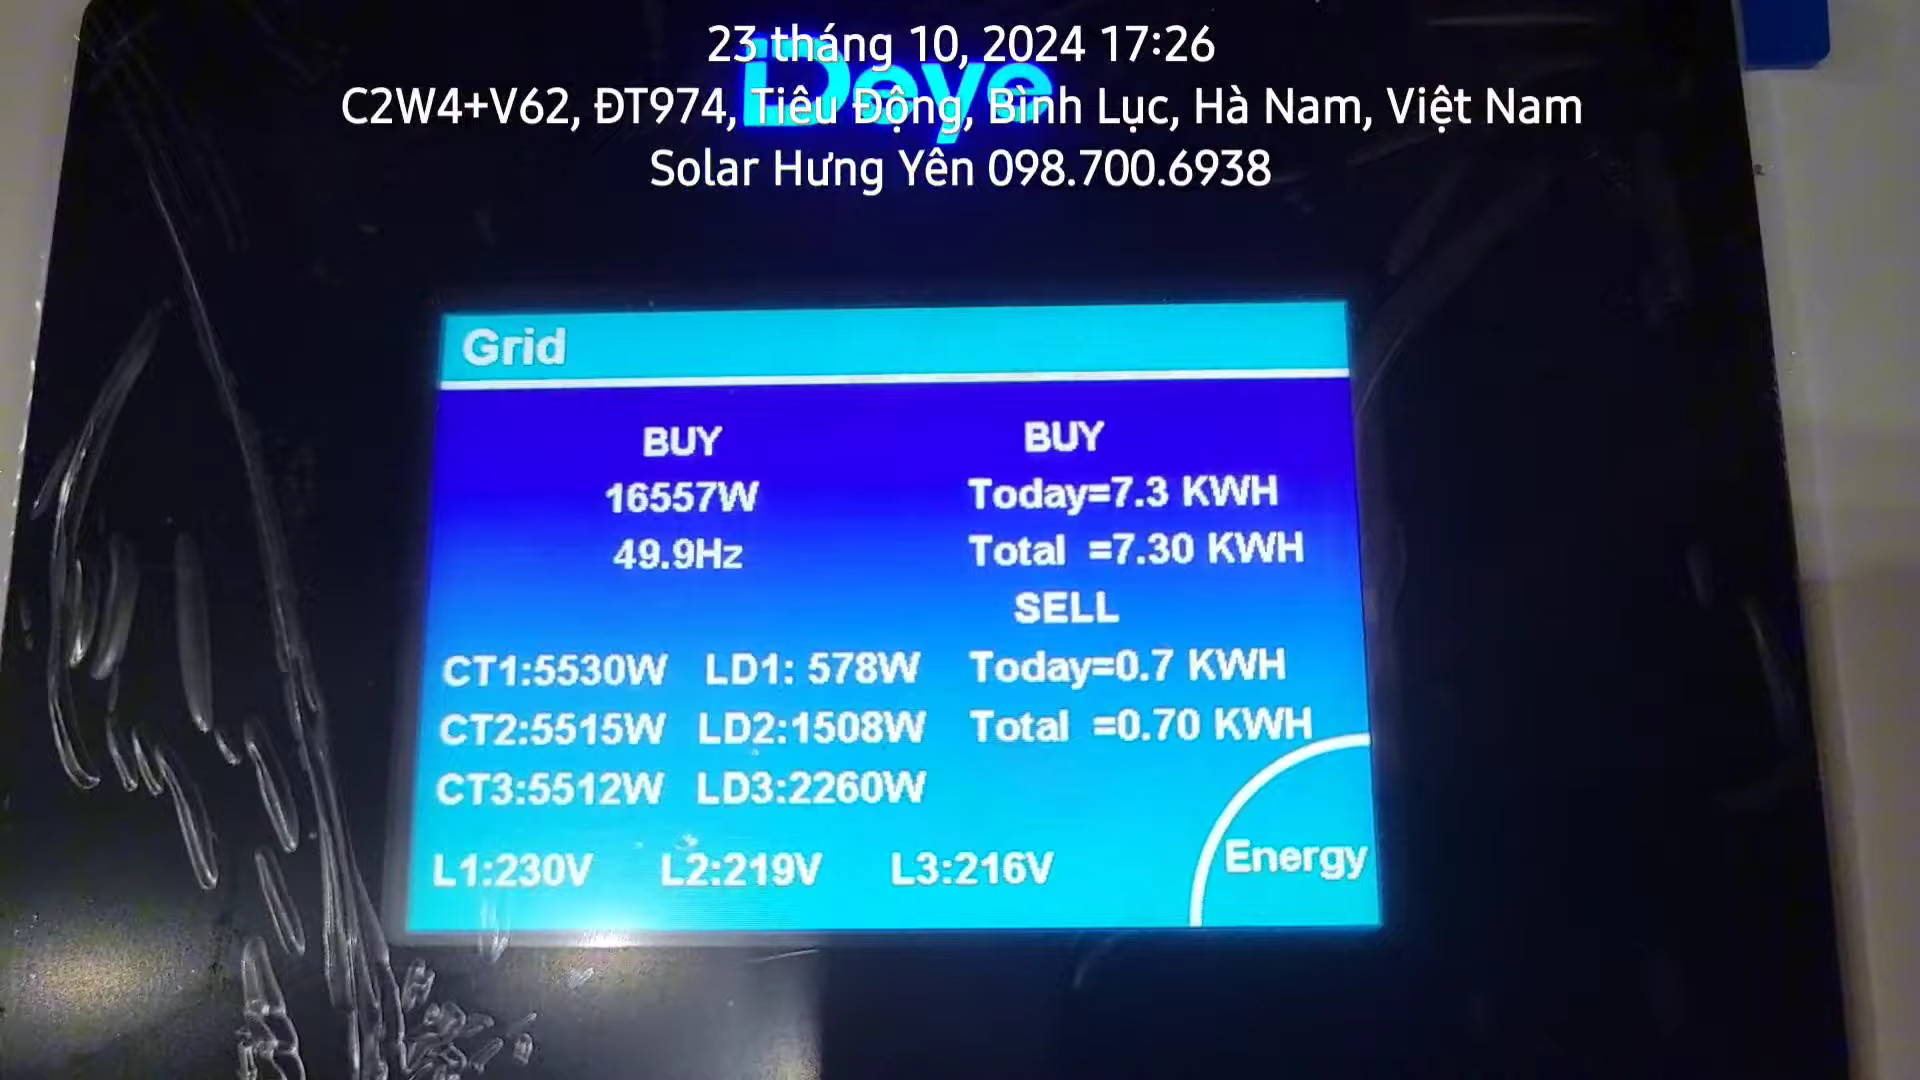 23 tháng 10, 2024 17:26
Deye
C2W4+V62, ĐT974, Tiêu Động, Bình Lục, Hà Nam, Việt Nam
Solar Hưng Yên 098.700.6938
Grid
BUY
16557W
49.9Hz
BUY
Today=7.3 KWH
Total =7.30 KWH
SELL
Today=0.7 KWH
Total =0.70 KWH
CT1:5530W LD1: 578W
CT2:5515W LD2:1508W
CT3:5512W LD3:2260W
L1:230V L2:219V L3:216V
Energy